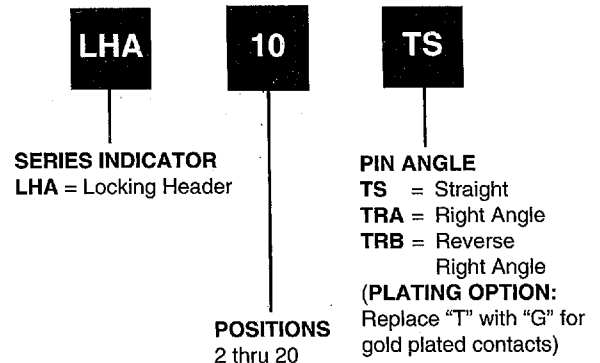 LHA 10 TS
SERIES INDICATOR
LHA = Locking Header
POSITIONS
2 thru 20
PIN ANGLE
TS = Straight
TRA = Right Angle
TRB = Reverse
Right Angle
(PLATING OPTION:
Replace “T” with “G” for
gold plated contacts)